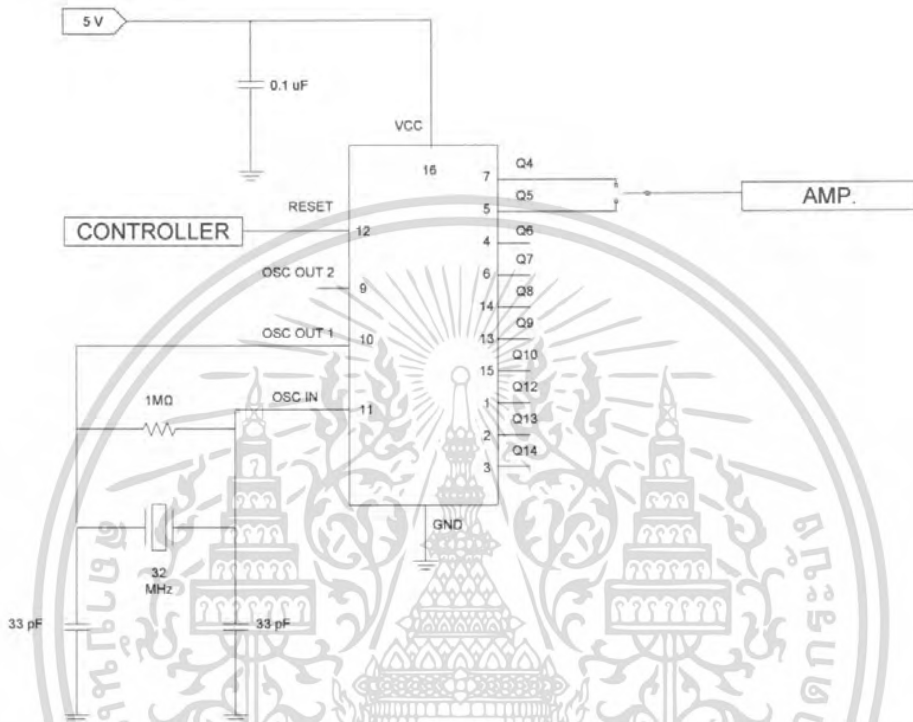 5 V
0.1 uF
VCC
16
Q4
7
AMP.
Q5
5
RESET
CONTROLLER
12
Q6
4
Q7
6
OSC OUT 2
9
Q8
14
Q9
13
OSC OUT 1
10
Q10
15
Q12
1
1MΩ
OSC IN
11
Q13
2
Q14
3
GND
32
MHz
33 pF
33 pF